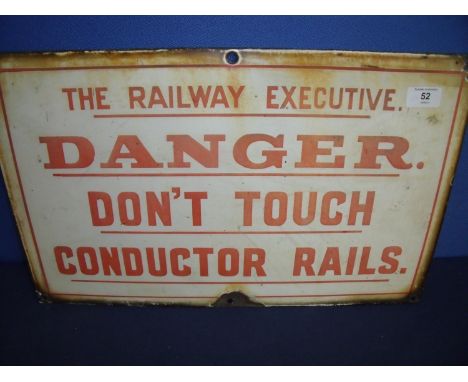 THE RAILWAY EXECUTIVE.
52
DANGER.
DON'T TOUCH
CONDUCTOR RAILS.